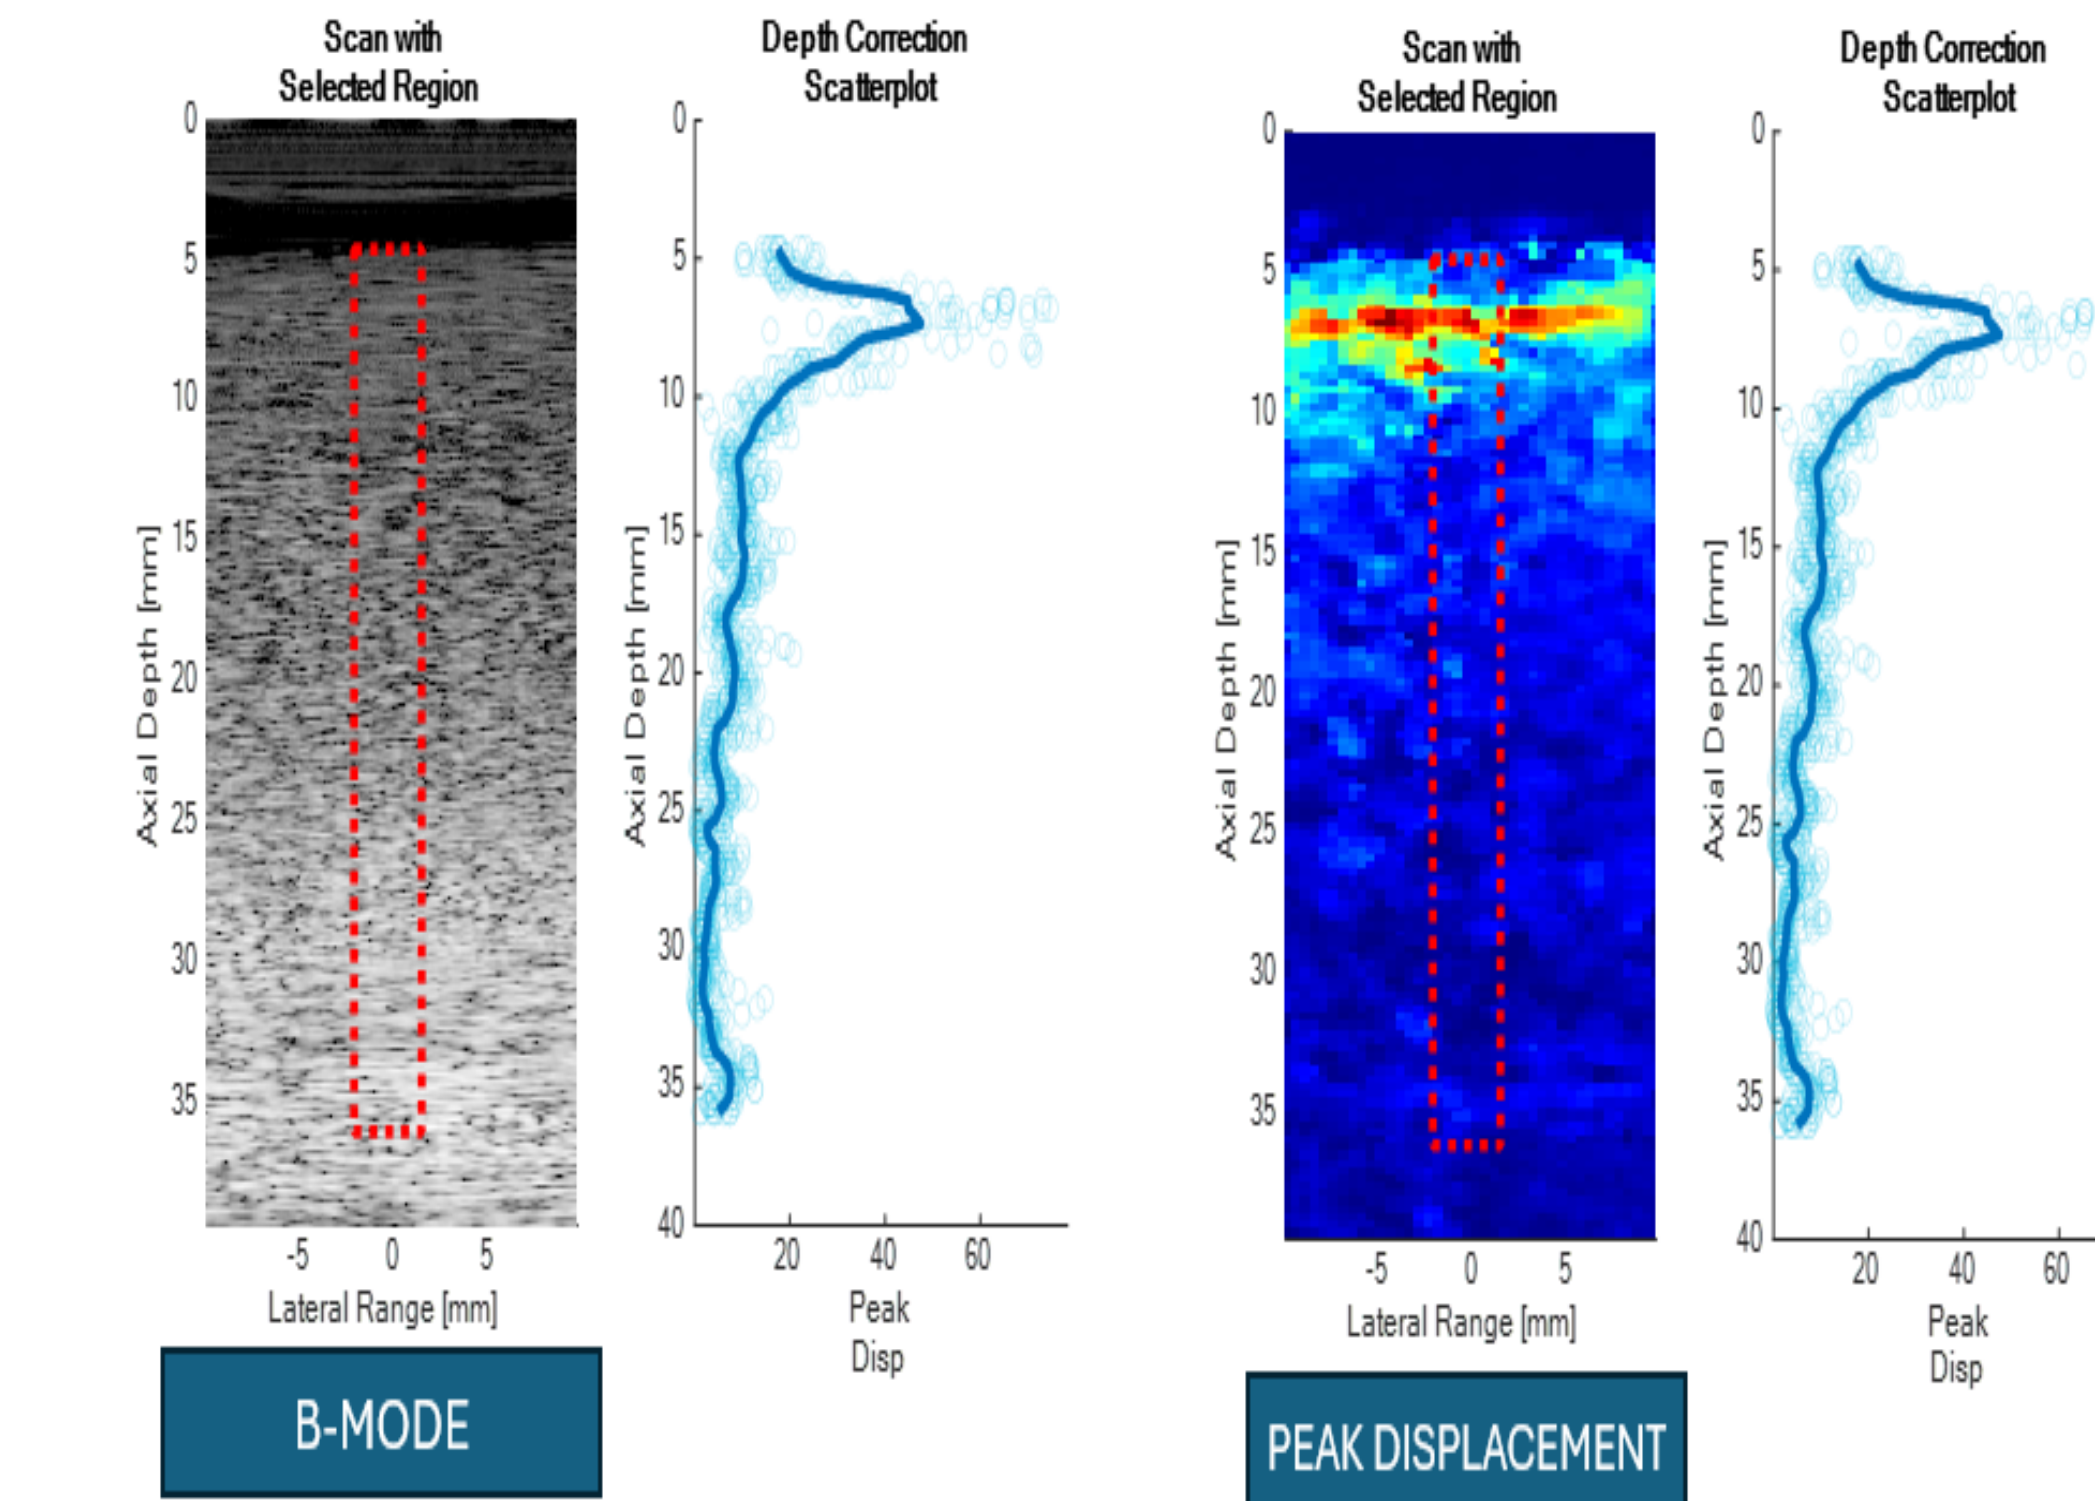 Scan with
Selected Region
0
5
10
15
20
25
30
35
Axial Depth [mm]
-5 0 5
Lateral Range [mm]
B-MODE
Depth Correction
Scatterplot
0
5
10
15
20
25
30
35
40
Axial Depth [mm]
20 40 60
Peak
Disp
Scan with
Selected Region
0
5
10
15
20
25
30
35
Axial Depth [mm]
-5 0 5
Lateral Range [mm]
PEAK DISPLACEMENT
Depth Correction
Scatterplot
0
5
10
15
20
25
30
35
40
Axial Depth [mm]
20 40 60
Peak
Disp